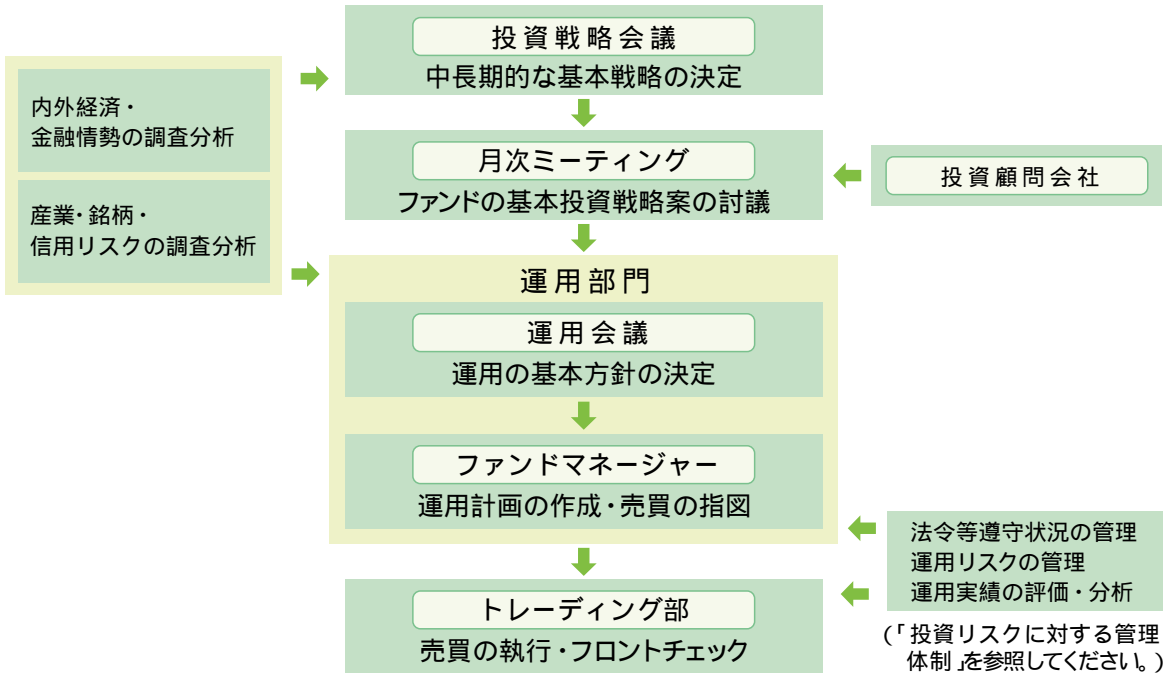 投資戦略会議
中長期的な基本戦略の決定
内外経済・
金融情勢の調査分析
産業・銘柄・
信用リスクの調査分析
月次ミーティング
ファンドの基本投資戦略案の討議
投資顧問会社
運用部門
運用会議
運用の基本方針の決定
ファンドマネージャー
運用計画の作成・売買の指図
法令等遵守状況の管理
運用リスクの管理
運用実績の評価・分析
(「投資リスクに対する管理
体制」を参照してください。)
トレーディング部
売買の執行・フロントチェック